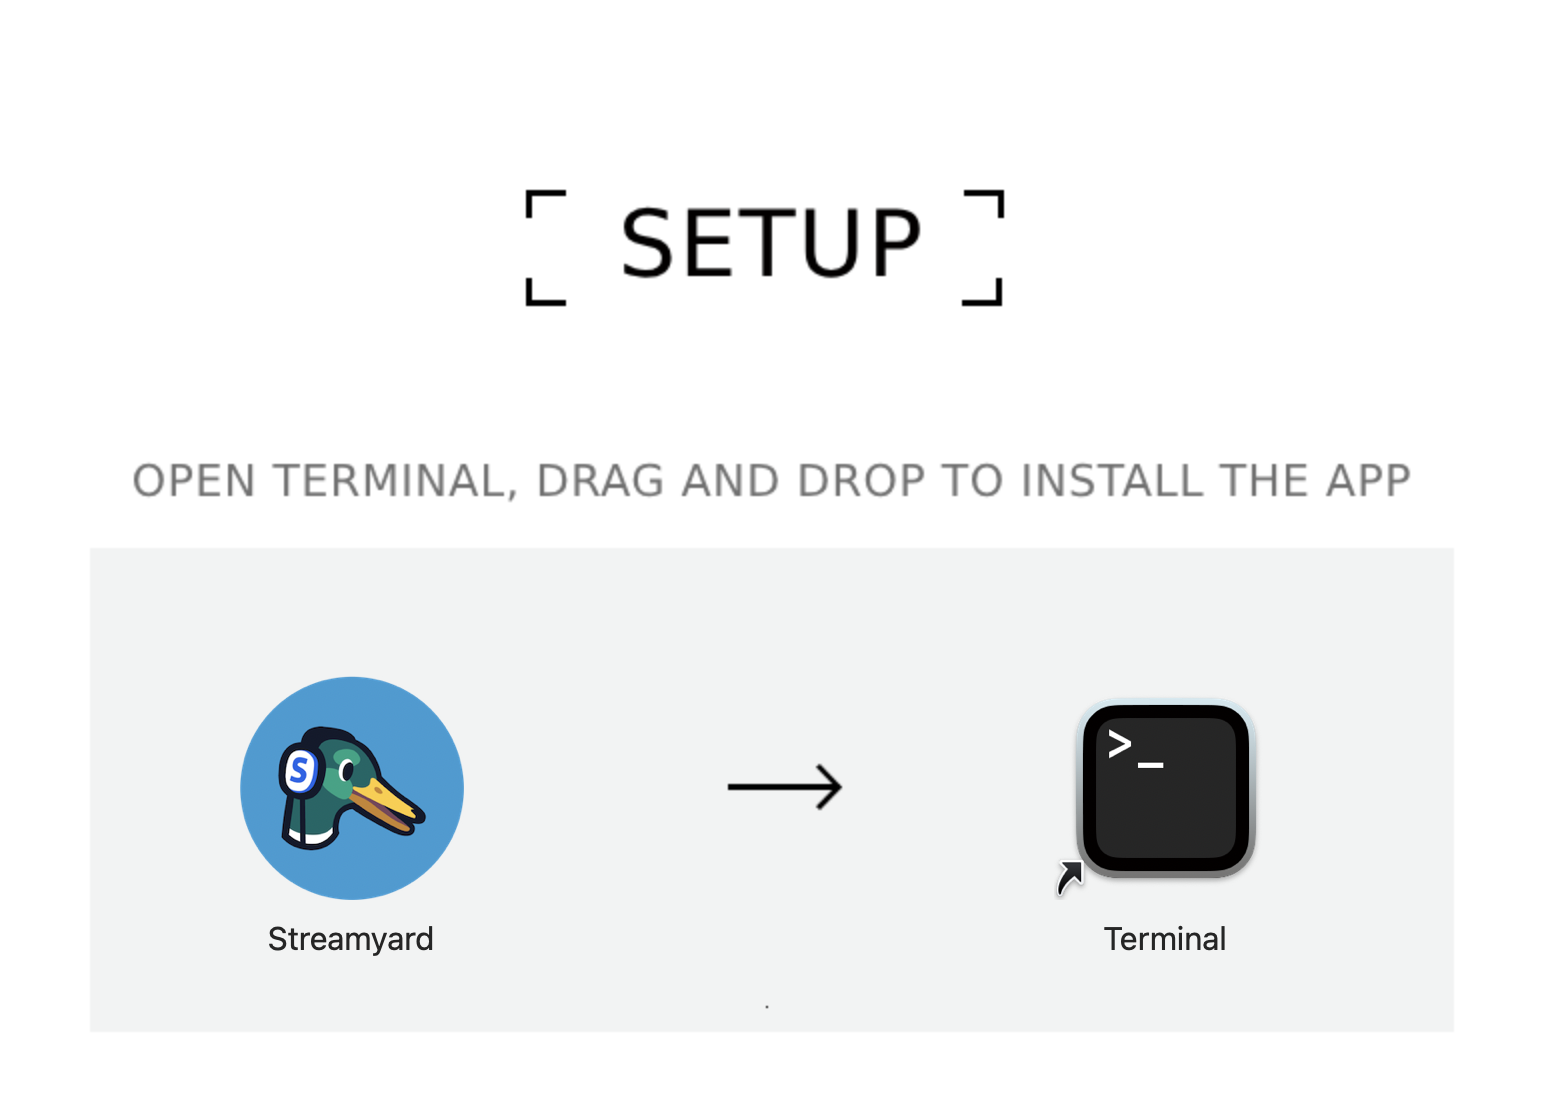 SETUP
OPEN TERMINAL, DRAG AND DROP TO INSTALL THE APP
S
>_
Streamyard
Terminal